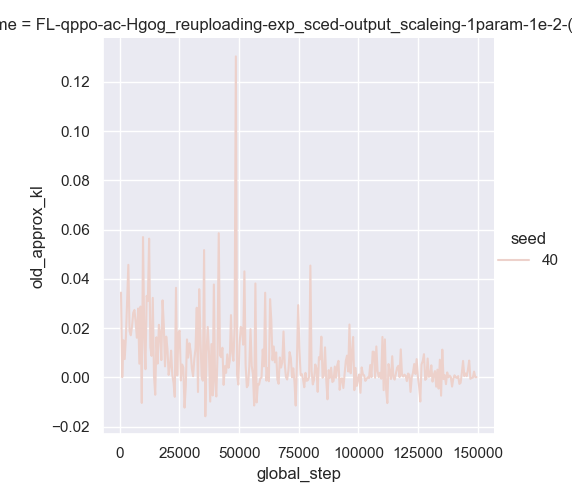 me = FL-qppo-ac-Hgog_reuploading-exp_sced-output_scaleing-1param-1e-2-(
0.12
0.10
0.08
0.06
0.04
0.02
0.00
−0.02
old_approx_kl
0 25000 50000 75000 100000 125000 150000
global_step
seed
40